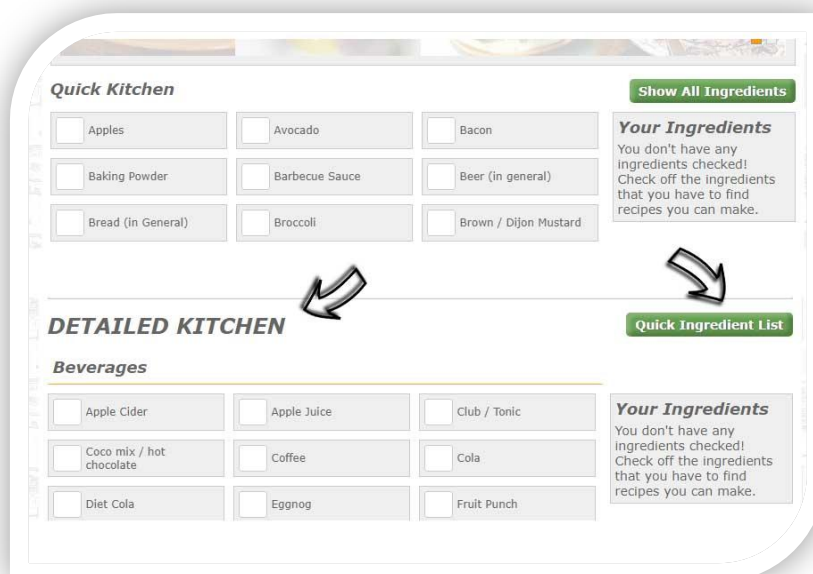 Quick Kitchen
Show All Ingredients
Apples
Avocado
Bacon
Baking Powder
Barbecue Sauce
Beer (in general)
Bread (in General)
Broccoli
Brown / Dijon Mustard
Your Ingredients
You don't have any
ingredients checked!
Check off the ingredients
that you have to find
recipes you can make.
DETAILED KITCHEN
Quick Ingredient List
Beverages
Apple Cider
Apple Juice
Club / Tonic
Coco mix / hot
chocolate
Coffee
Cola
Diet Cola
Eggnog
Fruit Punch
Your Ingredients
You don't have any
ingredients checked!
Check off the ingredients
that you have to find
recipes you can make.